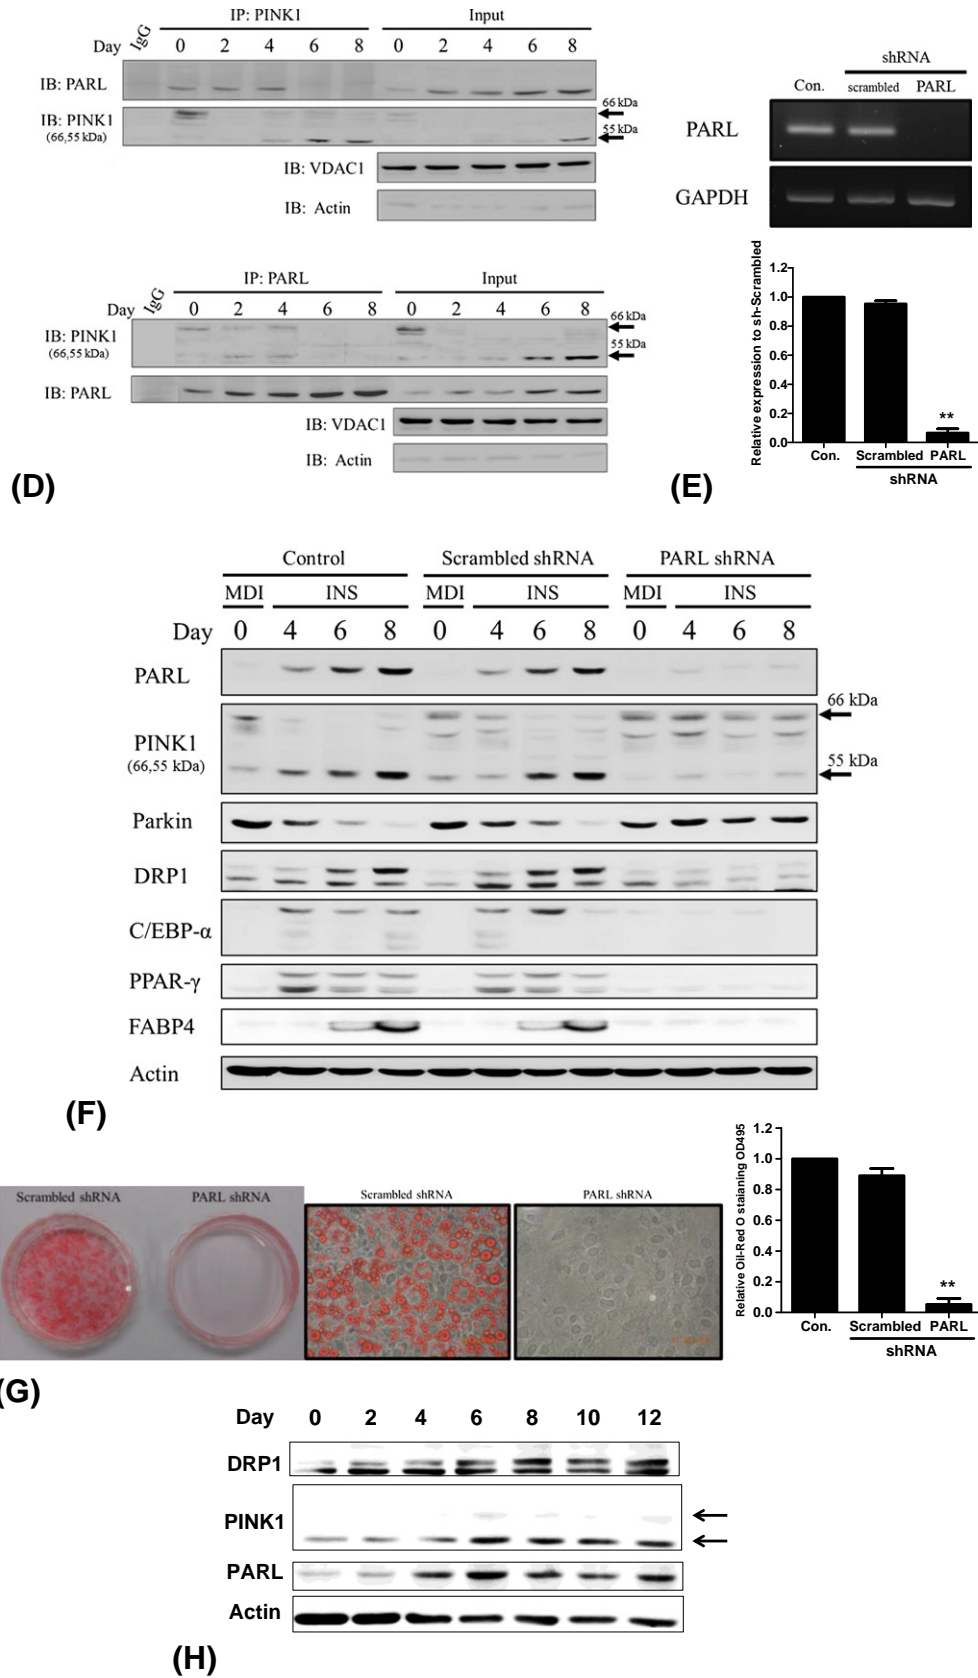 IP: PINK1 Input
Day IgG 0 2 4 6 8 0 2 4 6 8
IB: PARL
66 kDa
IB: PINK1
(66,55 kDa)
55 kDa
IB: VDAC1
IB: Actin
IP: PARL Input
Day IgG 0 2 4 6 8 0 2 4 6 8
66 kDa
IB: PINK1
(66,55 kDa)
55 kDa
IB: PARL
IB: VDAC1
IB: Actin
(D)
shRNA
Con. scrambled PARL
PARL
GAPDH
Relative expression to sh-Scrambled
1.2
1.0
0.8
0.6
0.4
0.2
0.0
**
Con. Scrambled PARL
shRNA
(E)
Control Scrambled shRNA PARL shRNA
MDI INS MDI INS MDI INS
Day 0 4 6 8 0 4 6 8 0 4 6 8
PARL
66 kDa
PINK1
(66,55 kDa)
55 kDa
Parkin
DRP1
C/EBP-α
PPAR-γ
FABP4
Actin
(F)
Scrambled shRNA PARL shRNA Scrambled shRNA PARL shRNA
Relative Oil-Red O staianing OD495
1.2
1.0
0.8
0.6
0.4
0.2
0.0
**
Con. Scrambled PARL
shRNA
(G)
Day 0 2 4 6 8 10 12
DRP1
PINK1
PARL
Actin
(H)